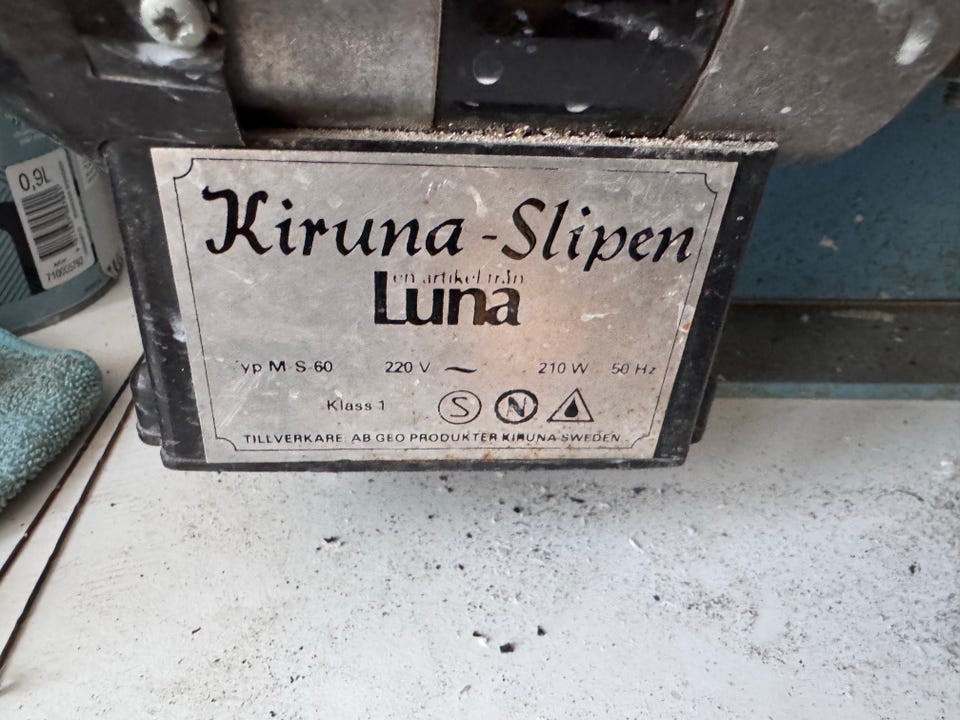 0,9L
Kiruna-Slipen
en artikel från
Luna
Typ M-S-60 220 V ~ 210 W 50 Hz
Klass 1 S N
TILLVERKARE AB GEO PRODUKTER KIRUNA SWEDEN